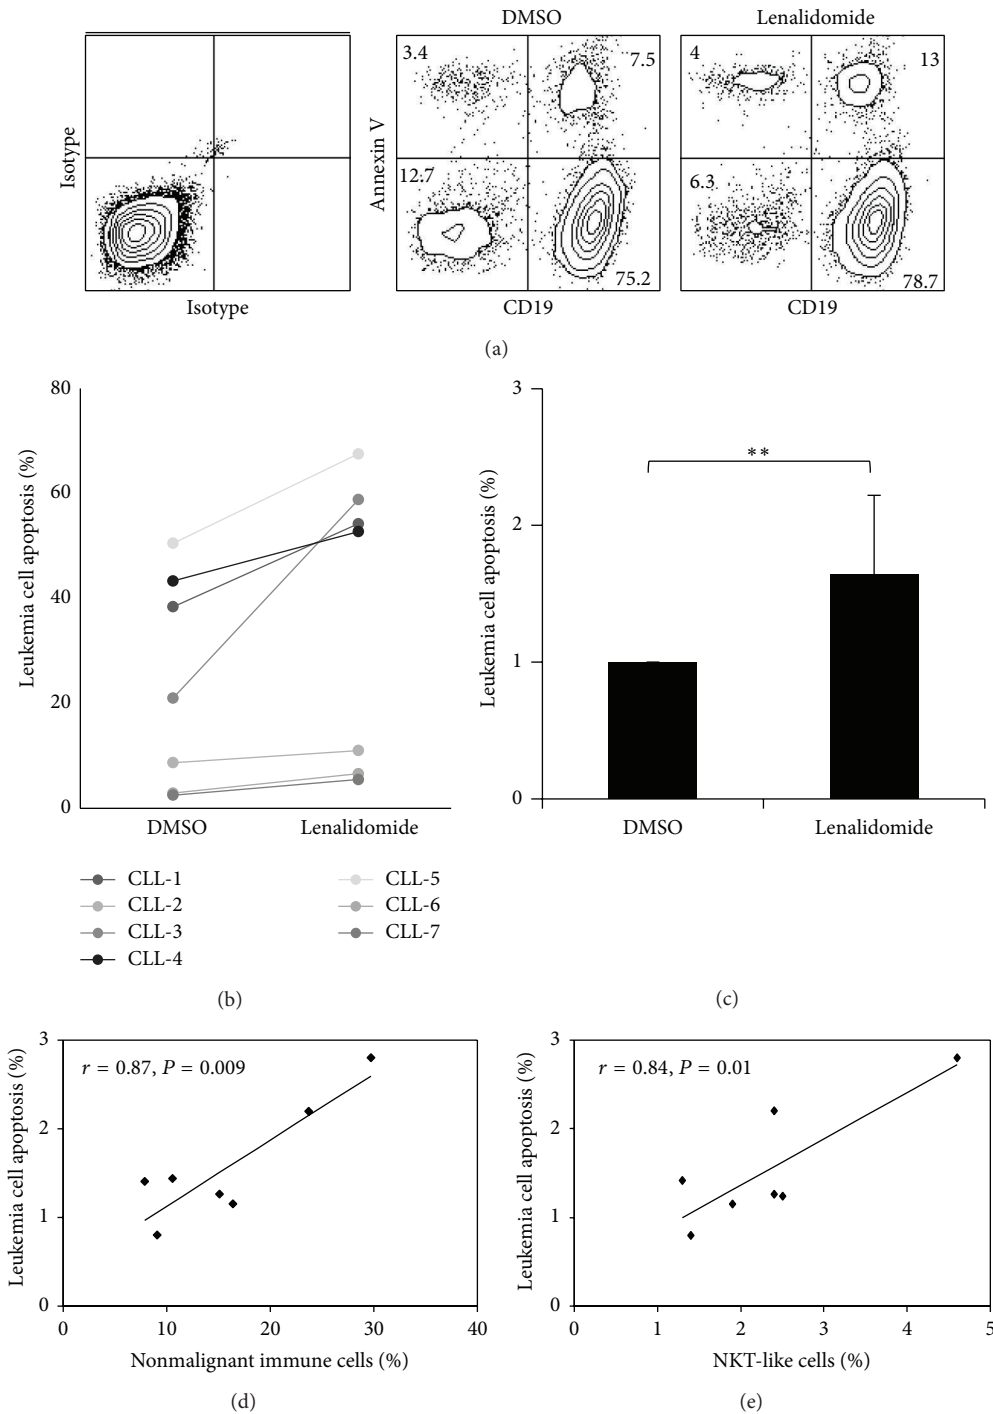 DMSO
Lenalidomide
Isotype
Isotype
Annexin V
3.4
7.5
12.7
75.2
CD19
4
13
6.3
78.7
CD19
(a)
Leukemia cell apoptosis (%)
80
60
40
20
0
DMSO
Lenalidomide
CLL-1
CLL-2
CLL-3
CLL-4
CLL-5
CLL-6
CLL-7
(b)
Leukemia cell apoptosis (%)
3
2
1
0
**
DMSO
Lenalidomide
(c)
Leukemia cell apoptosis (%)
3
2
1
0
r = 0.87, P = 0.009
0 10 20 30 40
Nonmalignant immune cells (%)
(d)
Leukemia cell apoptosis (%)
3
2
1
0
r = 0.84, P = 0.01
0 1 2 3 4 5
NKT-like cells (%)
(e)